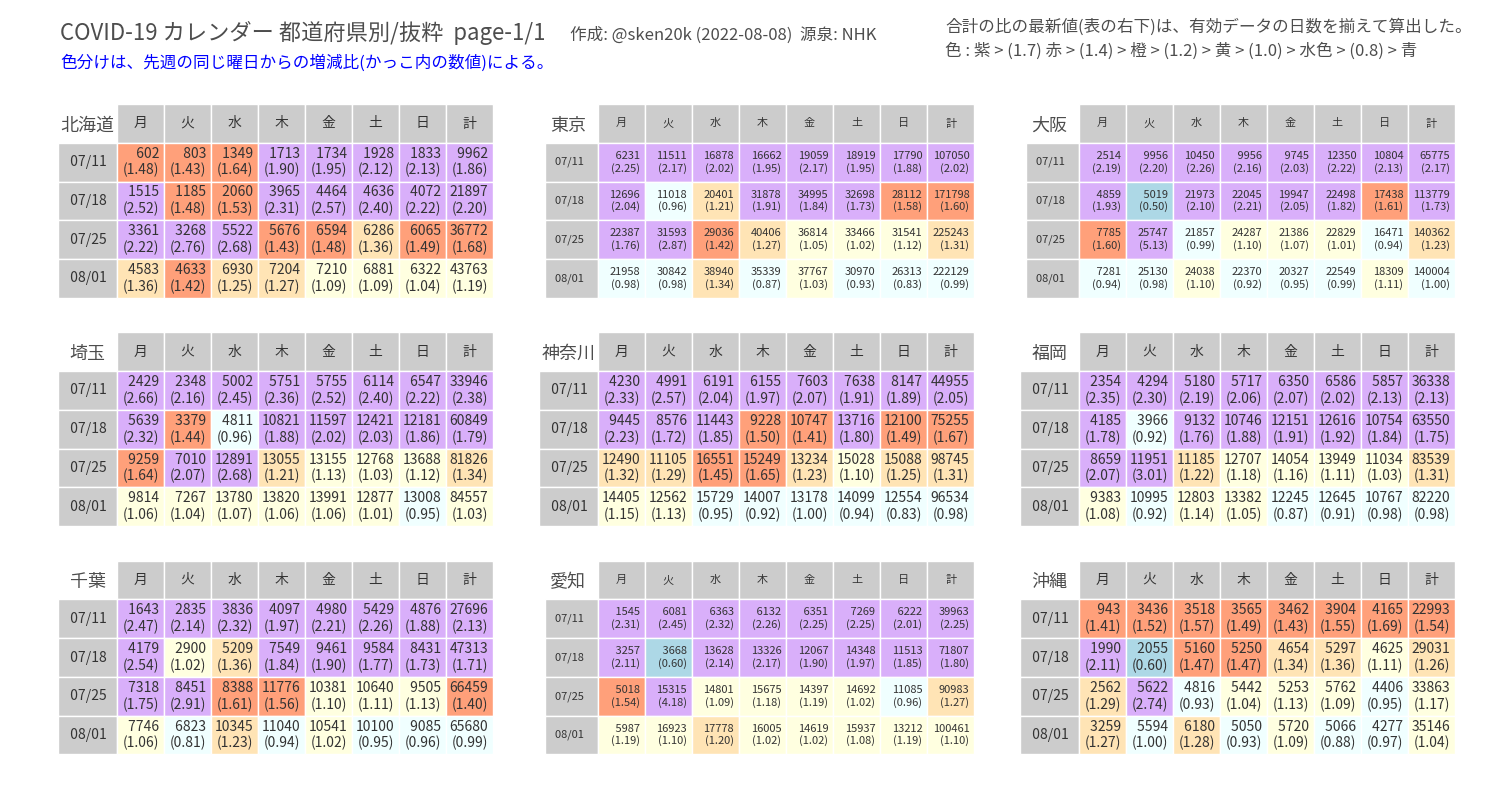 COVID-19 カレンダー 都道府県別/抜粋 page-1/1 作成: @sken20k (2022-08-08) 源泉: NHK
色分けは、先週の同じ曜日からの増減比(かっこ内の数値)による。
合計の比の最新値(表の右下)は、有効データの日数を揃えて算出した。
色 : 紫 > (1.7) 赤 > (1.4) > 橙 > (1.2) > 黄 > (1.0) > 水色 > (0.8) > 青
北海道 月 火 水 木 金 土 日 計
07/11 602 803 1349 1713 1734 1928 1833 9962
(1.48) (1.43) (1.64) (1.90) (1.95) (2.12) (2.13) (1.86)
07/18 1515 1185 2060 3965 4464 4636 4072 21897
(2.52) (1.48) (1.53) (2.31) (2.57) (2.40) (2.22) (2.20)
07/25 3361 3268 5522 5676 6594 6286 6065 36772
(2.22) (2.76) (2.68) (1.43) (1.48) (1.36) (1.49) (1.68)
08/01 4583 4633 6930 7204 7210 6881 6322 43763
(1.36) (1.42) (1.25) (1.27) (1.09) (1.09) (1.04) (1.19)
東京 月 火 水 木 金 土 日 計
07/11 6231 11511 16878 16662 19059 18919 17790 107050
(2.25) (2.17) (2.02) (1.95) (2.17) (1.95) (1.88) (2.02)
07/18 12696 11018 20401 31878 34995 32698 28112 171798
(2.04) (0.96) (1.21) (1.91) (1.84) (1.73) (1.58) (1.60)
07/25 22387 31593 29036 40406 36814 33466 31541 225243
(1.76) (2.87) (1.42) (1.27) (1.05) (1.02) (1.12) (1.31)
08/01 21958 30842 38940 35339 37767 30970 26313 222129
(0.98) (0.98) (1.34) (0.87) (1.03) (0.93) (0.83) (0.99)
大阪 月 火 水 木 金 土 日 計
07/11 2514 9956 10450 9956 9745 12350 10804 65775
(2.19) (2.20) (2.26) (2.16) (2.03) (2.22) (2.13) (2.17)
07/18 4859 5019 21973 22045 19947 22498 17438 113779
(1.93) (0.50) (2.10) (2.21) (2.05) (1.82) (1.61) (1.73)
07/25 7785 25747 21857 24287 21386 22829 16471 140362
(1.60) (5.13) (0.99) (1.10) (1.07) (1.01) (0.94) (1.23)
08/01 7281 25130 24038 22370 20327 22549 18309 140004
(0.94) (0.98) (1.10) (0.92) (0.95) (0.99) (1.11) (1.00)
埼玉 月 火 水 木 金 土 日 計
07/11 2429 2348 5002 5751 5755 6114 6547 33946
(2.66) (2.16) (2.45) (2.36) (2.52) (2.40) (2.22) (2.38)
07/18 5639 3379 4811 10821 11597 12421 12181 60849
(2.32) (1.44) (0.96) (1.88) (2.02) (2.03) (1.86) (1.79)
07/25 9259 7010 12891 13055 13155 12768 13688 81826
(1.64) (2.07) (2.68) (1.21) (1.13) (1.03) (1.12) (1.34)
08/01 9814 7267 13780 13820 13991 12877 13008 84557
(1.06) (1.04) (1.07) (1.06) (1.06) (1.01) (0.95) (1.03)
神奈川 月 火 水 木 金 土 日 計
07/11 4230 4991 6191 6155 7603 7638 8147 44955
(2.33) (2.57) (2.04) (1.97) (2.07) (1.91) (1.89) (2.05)
07/18 9445 8576 11443 9228 10747 13716 12100 75255
(2.23) (1.72) (1.85) (1.50) (1.41) (1.80) (1.49) (1.67)
07/25 12490 11105 16551 15249 13234 15028 15088 98745
(1.32) (1.29) (1.45) (1.65) (1.23) (1.10) (1.25) (1.31)
08/01 14405 12562 15729 14007 13178 14099 12554 96534
(1.15) (1.13) (0.95) (0.92) (1.00) (0.94) (0.83) (0.98)
福岡 月 火 水 木 金 土 日 計
07/11 2354 4294 5180 5717 6350 6586 5857 36338
(2.35) (2.30) (2.19) (2.06) (2.07) (2.02) (2.13) (2.13)
07/18 4185 3966 9132 10746 12151 12616 10754 63550
(1.78) (0.92) (1.76) (1.88) (1.91) (1.92) (1.84) (1.75)
07/25 8659 11951 11185 12707 14054 13949 11034 83539
(2.07) (3.01) (1.22) (1.18) (1.16) (1.11) (1.03) (1.31)
08/01 9383 10995 12803 13382 12245 12645 10767 82220
(1.08) (0.92) (1.14) (1.05) (0.87) (0.91) (0.98) (0.98)
千葉 月 火 水 木 金 土 日 計
07/11 1643 2835 3836 4097 4980 5429 4876 27696
(2.47) (2.14) (2.32) (1.97) (2.21) (2.26) (1.88) (2.13)
07/18 4179 2900 5209 7549 9461 9584 8431 47313
(2.54) (1.02) (1.36) (1.84) (1.90) (1.77) (1.73) (1.71)
07/25 7318 8451 8388 11776 10381 10640 9505 66459
(1.75) (2.91) (1.61) (1.56) (1.10) (1.11) (1.13) (1.40)
08/01 7746 6823 10345 11040 10541 10100 9085 65680
(1.06) (0.81) (1.23) (0.94) (1.02) (0.95) (0.96) (0.99)
愛知 月 火 水 木 金 土 日 計
07/11 1545 6081 6363 6132 6351 7269 6222 39963
(2.31) (2.45) (2.32) (2.26) (2.25) (2.25) (2.01) (2.25)
07/18 3257 3668 13628 13326 12067 14348 11513 71807
(2.11) (0.60) (2.14) (2.17) (1.90) (1.97) (1.85) (1.80)
07/25 5018 15315 14801 15675 14397 14692 11085 90983
(1.54) (4.18) (1.09) (1.18) (1.19) (1.02) (0.96) (1.27)
08/01 5987 16923 17778 16005 14619 15937 13212 100461
(1.19) (1.10) (1.20) (1.02) (1.02) (1.08) (1.19) (1.10)
沖縄 月 火 水 木 金 土 日 計
07/11 943 3436 3518 3565 3462 3904 4165 22993
(1.41) (1.52) (1.57) (1.49) (1.43) (1.55) (1.69) (1.54)
07/18 1990 2055 5160 5250 4654 5297 4625 29031
(2.11) (0.60) (1.47) (1.47) (1.34) (1.36) (1.11) (1.26)
07/25 2562 5622 4816 5442 5253 5762 4406 33863
(1.29) (2.74) (0.93) (1.04) (1.13) (1.09) (0.95) (1.17)
08/01 3259 5594 6180 5050 5720 5066 4277 35146
(1.27) (1.00) (1.28) (0.93) (1.09) (0.88) (0.97) (1.04)